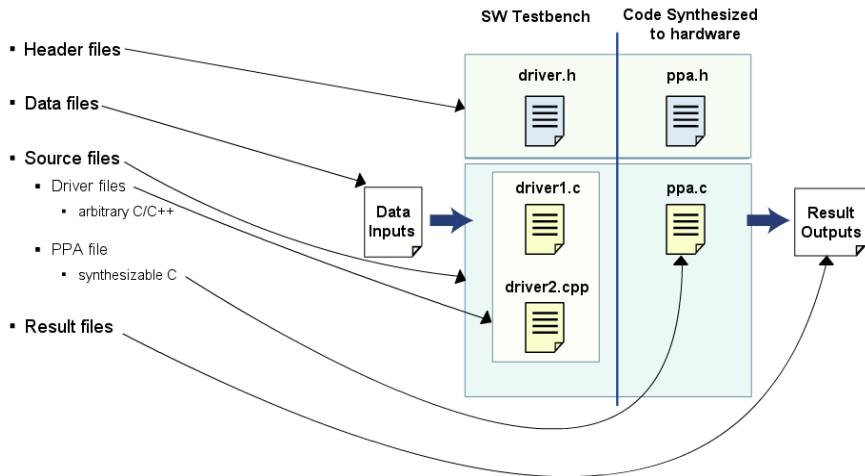 SW Testbench
Code Synthesized
to hardware
▪ Header files
▪ Data files
▪ Source files
▪ Driver files
▪ arbitrary C/C++
▪ PPA file
▪ synthesizable C
▪ Result files
driver.h
ppa.h
Data
Inputs
driver1.c
driver2.cpp
ppa.c
Result
Outputs